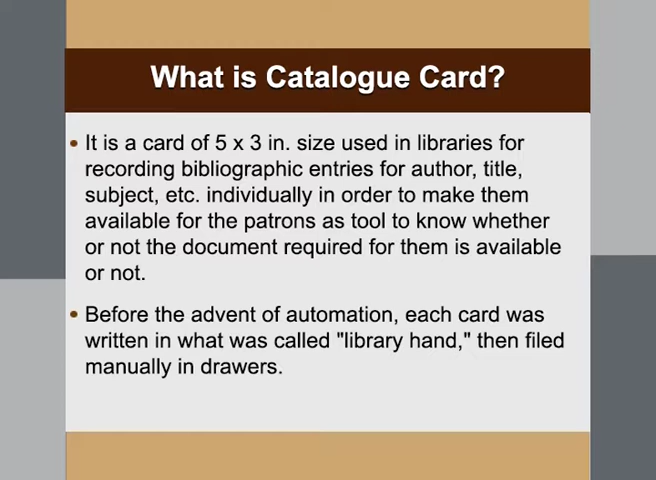 What is Catalogue Card?
• It is a card of 5 x 3 in. size used in libraries for
recording bibliographic entries for author, title,
subject, etc. individually in order to make them
available for the patrons as tool to know whether
or not the document required for them is available
or not.
• Before the advent of automation, each card was
written in what was called "library hand," then filed
manually in drawers.